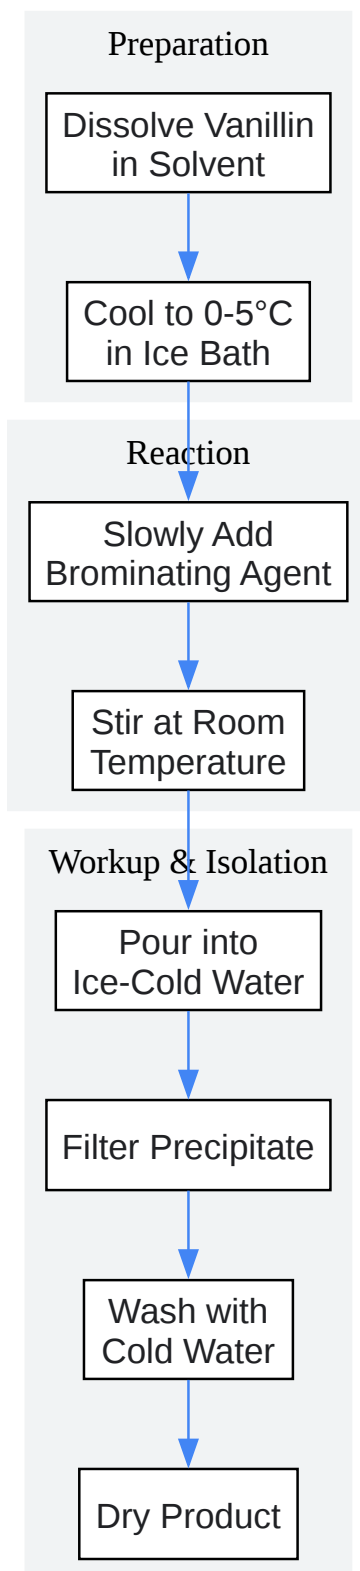 Preparation
Dissolve Vanillin
in Solvent
Cool to 0-5°C
in Ice Bath
Reaction
Slowly Add
Brominating Agent
Stir at Room
Temperature
Workup & Isolation
Pour into
Ice-Cold Water
Filter Precipitate
Wash with
Cold Water
Dry Product